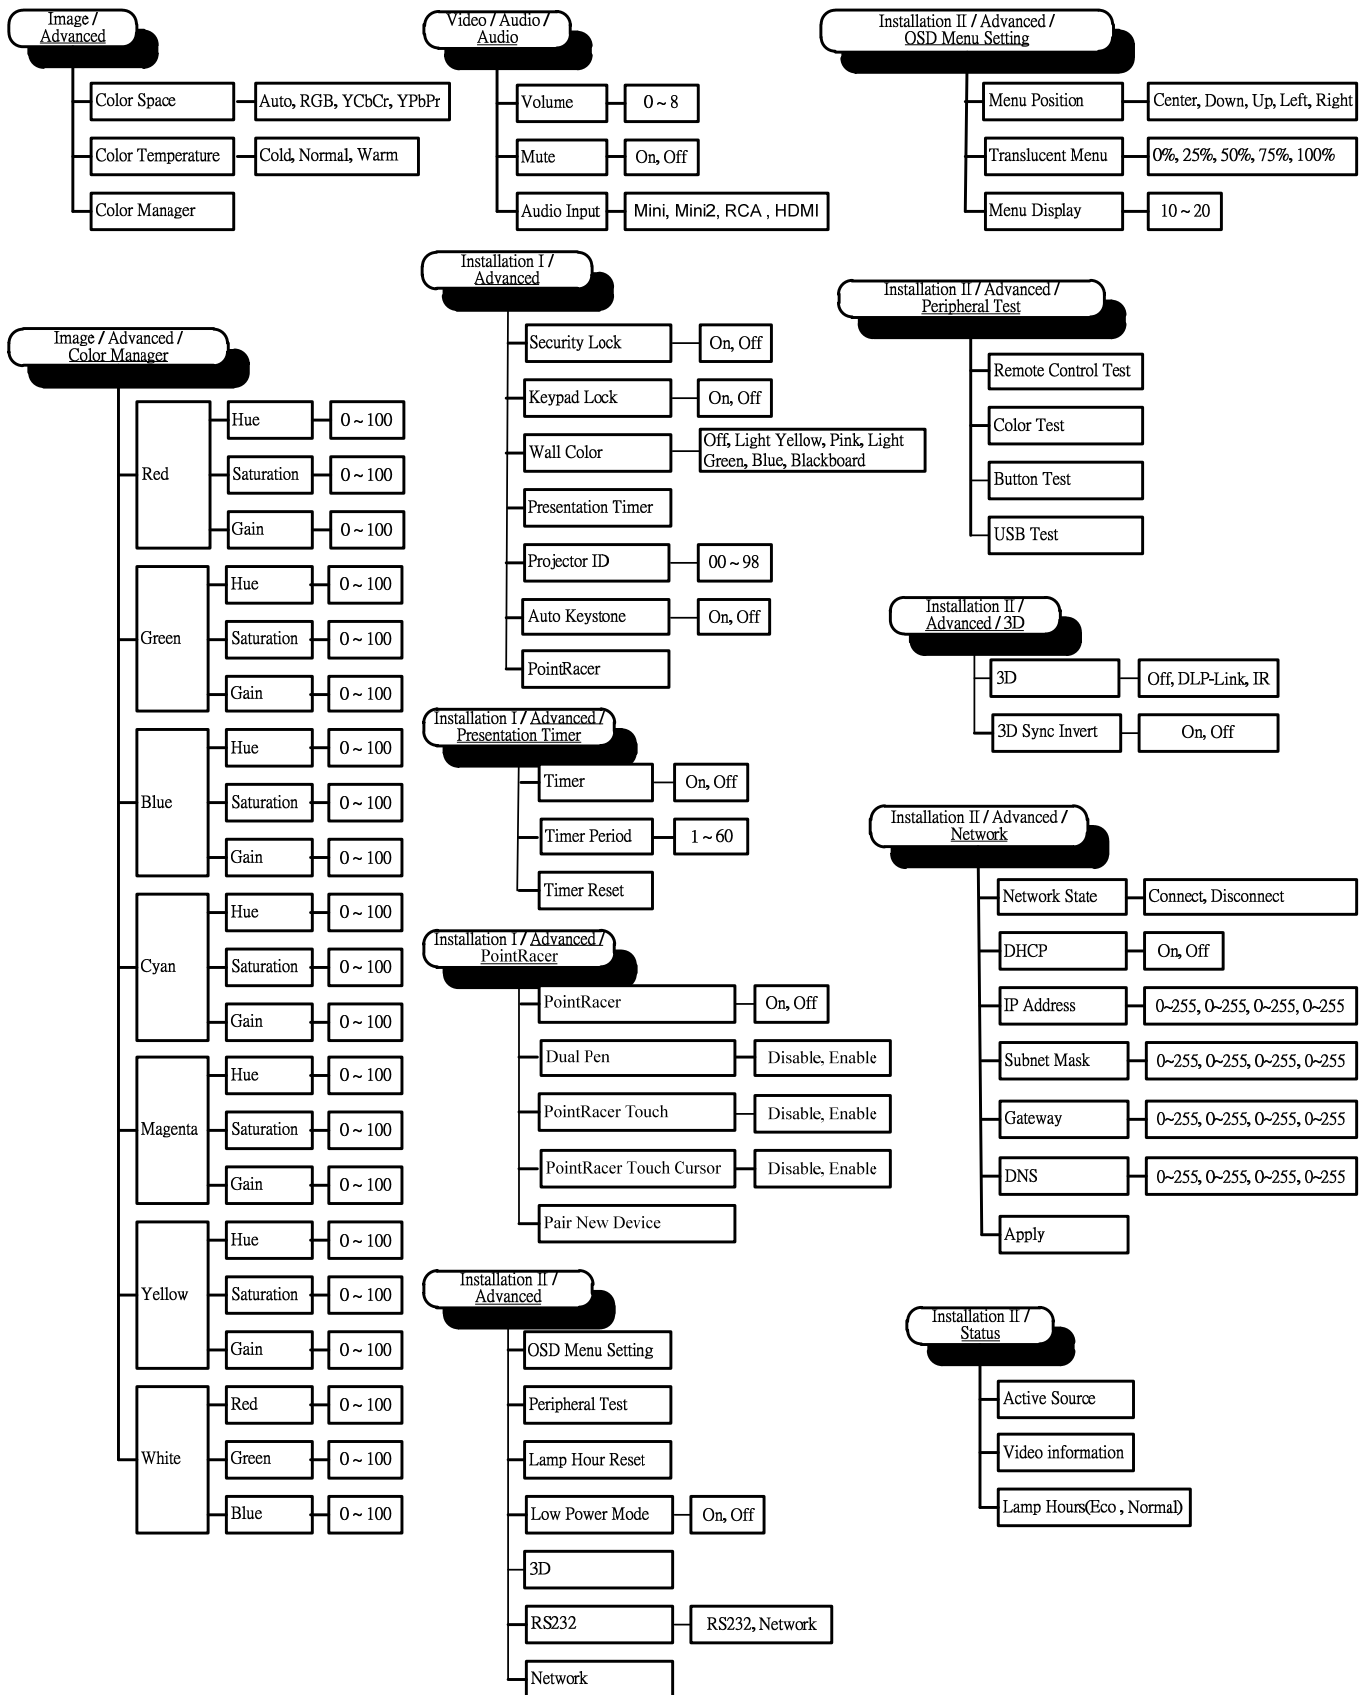 Image /
Advanced
Color Space
Auto, RGB, YCbCr, YPbPr
Color Temperature
Cold, Normal, Warm
Color Manager
Image / Advanced /
Color Manager
Red
Hue
0 ~ 100
Saturation
0 ~ 100
Gain
0 ~ 100
Green
Hue
0 ~ 100
Saturation
0 ~ 100
Gain
0 ~ 100
Blue
Hue
0 ~ 100
Saturation
0 ~ 100
Gain
0 ~ 100
Cyan
Hue
0 ~ 100
Saturation
0 ~ 100
Gain
0 ~ 100
Magenta
Hue
0 ~ 100
Saturation
0 ~ 100
Gain
0 ~ 100
Yellow
Hue
0 ~ 100
Saturation
0 ~ 100
Gain
0 ~ 100
White
Red
0 ~ 100
Green
0 ~ 100
Blue
0 ~ 100
Video / Audio /
Audio
Volume
0 ~ 8
Mute
On, Off
Audio Input
Mini, Mini2, RCA , HDMI
Installation I /
Advanced
Security Lock
On, Off
Keypad Lock
On, Off
Wall Color
Off, Light Yellow, Pink, Light
Green, Blue, Blackboard
Presentation Timer
Projector ID
00 ~ 98
Auto Keystone
On, Off
PointRacer
Installation I / Advanced /
Presentation Timer
Timer
On, Off
Timer Period
1 ~ 60
Timer Reset
Installation I / Advanced /
PointRacer
PointRacer
On, Off
Dual Pen
Disable, Enable
PointRacer Touch
Disable, Enable
PointRacer Touch Cursor
Disable, Enable
Pair New Device
Installation II /
Advanced
OSD Menu Setting
Peripheral Test
Lamp Hour Reset
Low Power Mode
On, Off
3D
RS232
RS232, Network
Network
Installation II / Advanced /
OSD Menu Setting
Menu Position
Center, Down, Up, Left, Right
Translucent Menu
0%, 25%, 50%, 75%, 100%
Menu Display
10 ~ 20
Installation II / Advanced /
Peripheral Test
Remote Control Test
Color Test
Button Test
USB Test
Installation II /
Advanced / 3D
3D
Off, DLP-Link, IR
3D Sync Invert
On, Off
Installation II / Advanced /
Network
Network State
Connect, Disconnect
DHCP
On, Off
IP Address
0~255, 0~255, 0~255, 0~255
Subnet Mask
0~255, 0~255, 0~255, 0~255
Gateway
0~255, 0~255, 0~255, 0~255
DNS
0~255, 0~255, 0~255, 0~255
Apply
Installation II /
Status
Active Source
Video information
Lamp Hours(Eco , Normal)